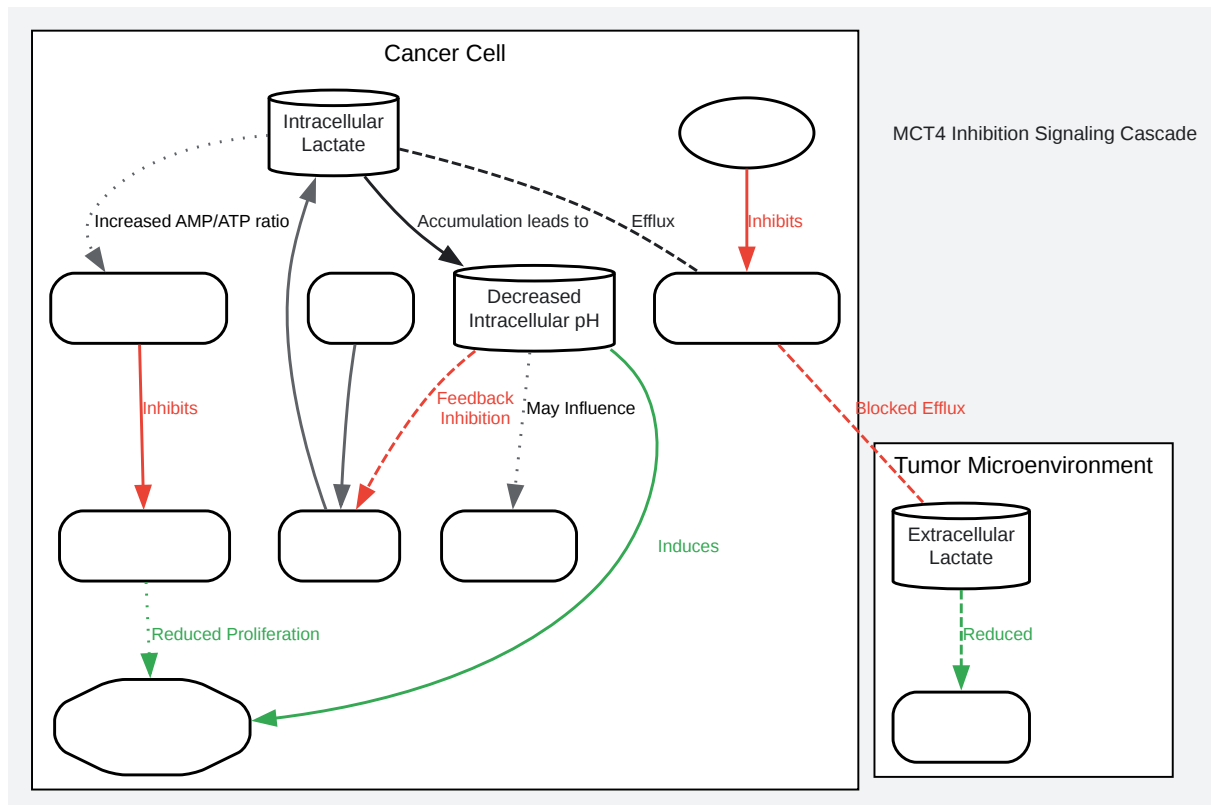 Cancer Cell
Intracellular
Lactate
MCT4 Inhibition Signaling Cascade
Increased AMP/ATP ratio
Accumulation leads to
Efflux
Inhibits
Decreased
Intracellular pH
Inhibits
Feedback
Inhibition
May Influence
Blocked Efflux
Tumor Microenvironment
Extracellular
Lactate
Induces
Reduced Proliferation
Reduced